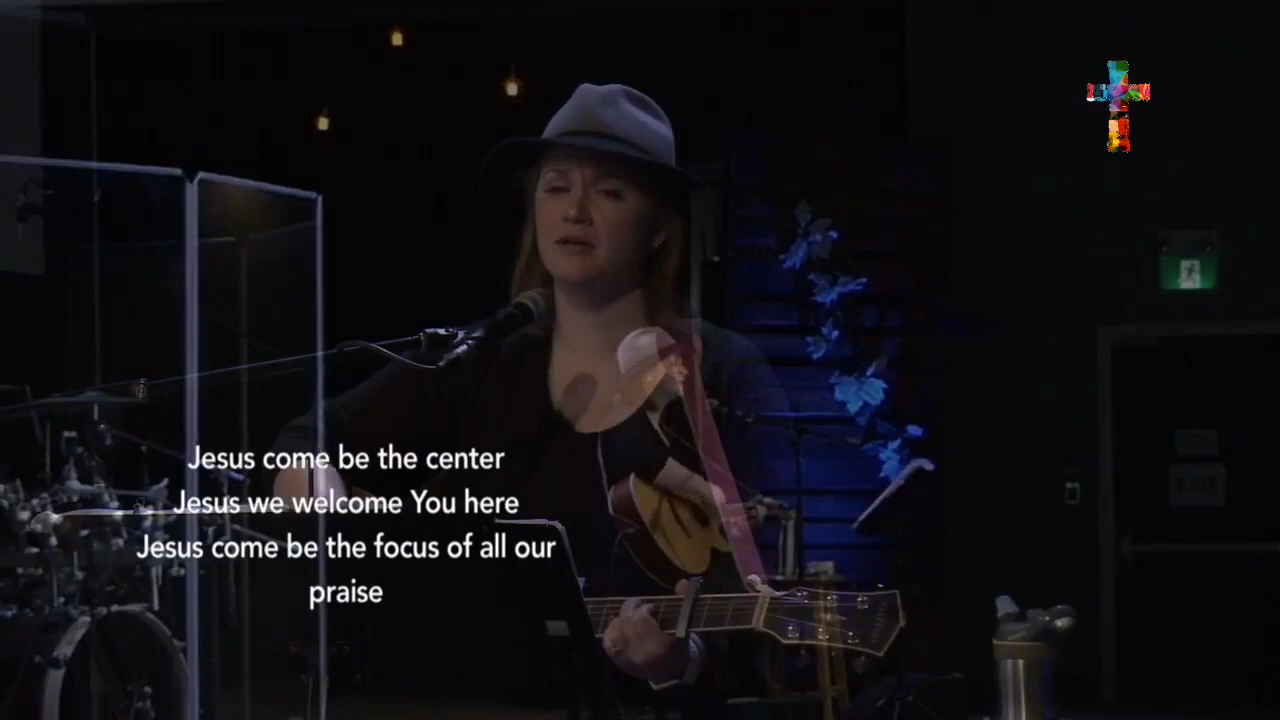 Jesus come be the center
Jesus we welcome You here
Jesus come be the focus of all our
praise
EXIT